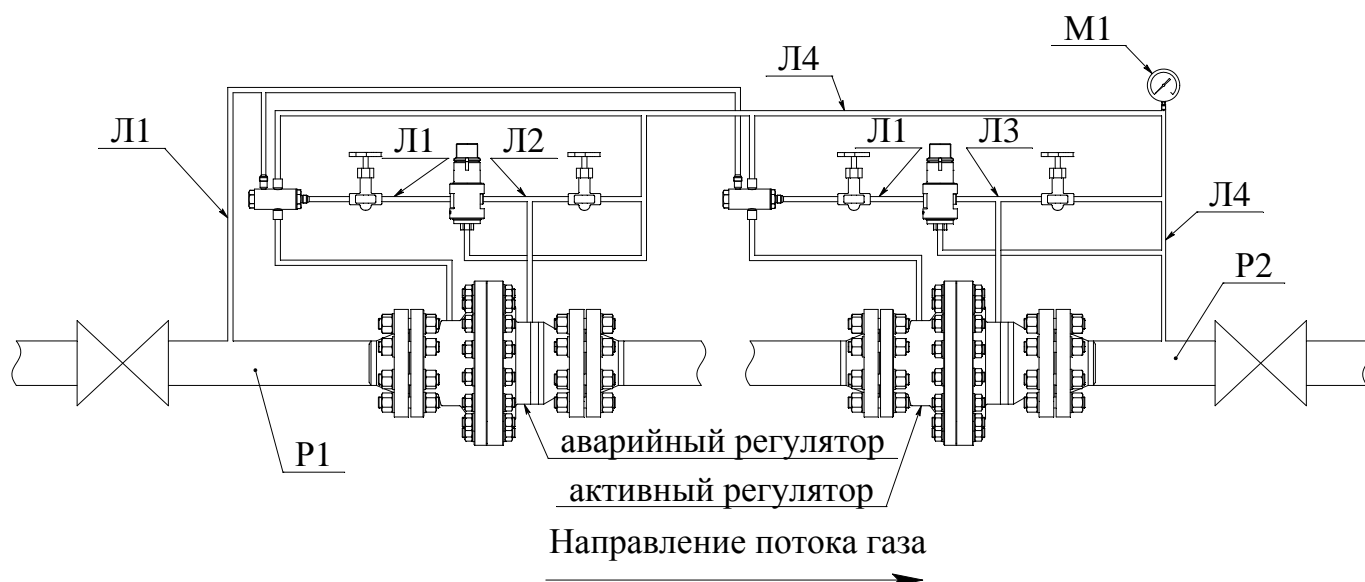 М1
Л4
Л1
Л1
Л2
Л1
Л3
Л4
Р2
Р1
аварийный регулятор
активный регулятор
Направление потока газа